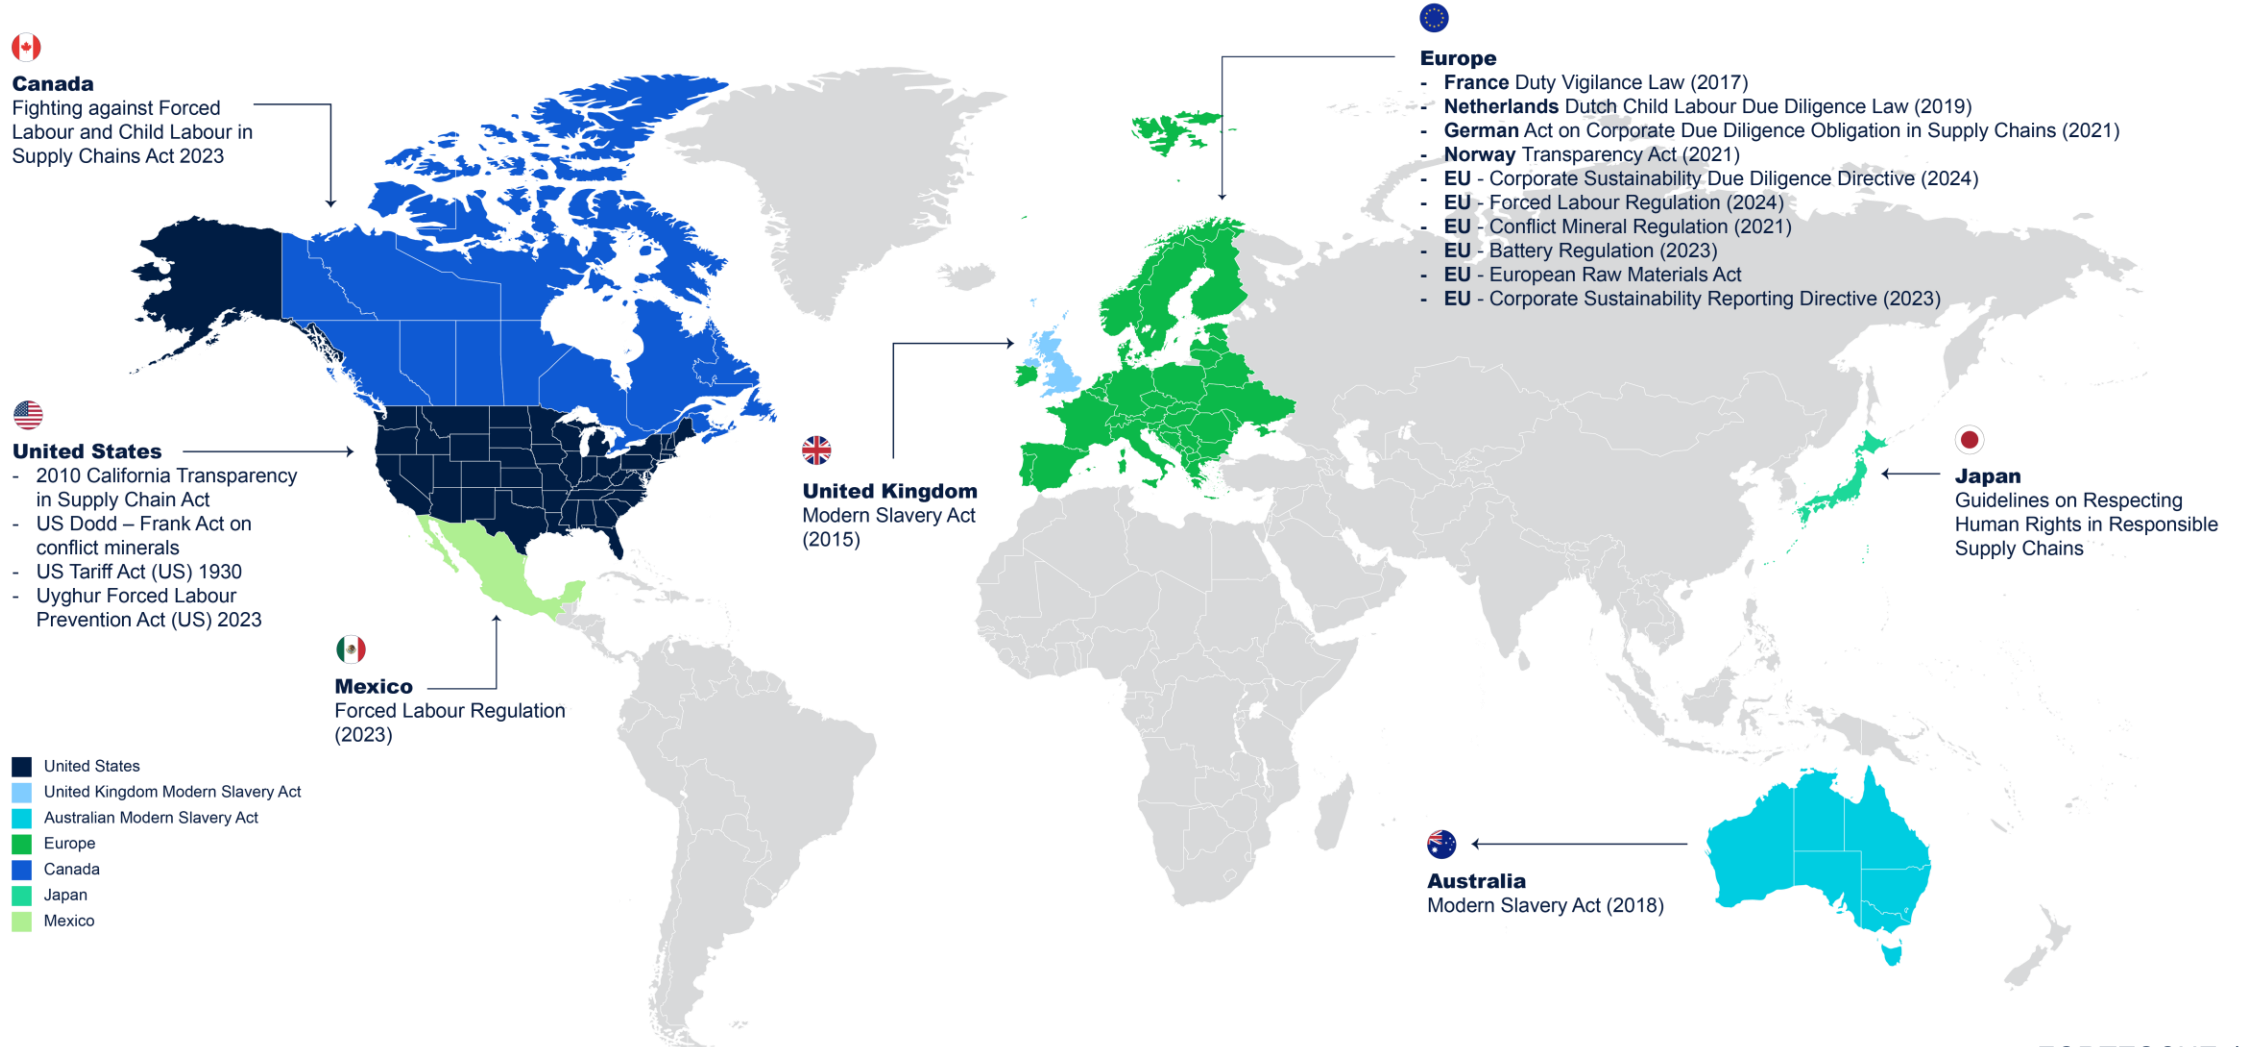 Canada
Fighting against Forced
Labour and Child Labour in
Supply Chains Act 2023
United States
- 2010 California Transparency
in Supply Chain Act
- US Dodd – Frank Act on
conflict minerals
- US Tariff Act (US) 1930
- Uyghur Forced Labour
Prevention Act (US) 2023
Mexico
Forced Labour Regulation
(2023)
United Kingdom
Modern Slavery Act
(2015)
Europe
- France Duty Vigilance Law (2017)
- Netherlands Dutch Child Labour Due Diligence Law (2019)
- German Act on Corporate Due Diligence Obligation in Supply Chains (2021)
- Norway Transparency Act (2021)
- EU - Corporate Sustainability Due Diligence Directive (2024)
- EU - Forced Labour Regulation (2024)
- EU - Conflict Mineral Regulation (2021)
- EU - Battery Regulation (2023)
- EU - European Raw Materials Act
- EU - Corporate Sustainability Reporting Directive (2023)
Japan
Guidelines on Respecting
Human Rights in Responsible
Supply Chains
Australia
Modern Slavery Act (2018)
United States
United Kingdom Modern Slavery Act
Australian Modern Slavery Act
Europe
Canada
Japan
Mexico